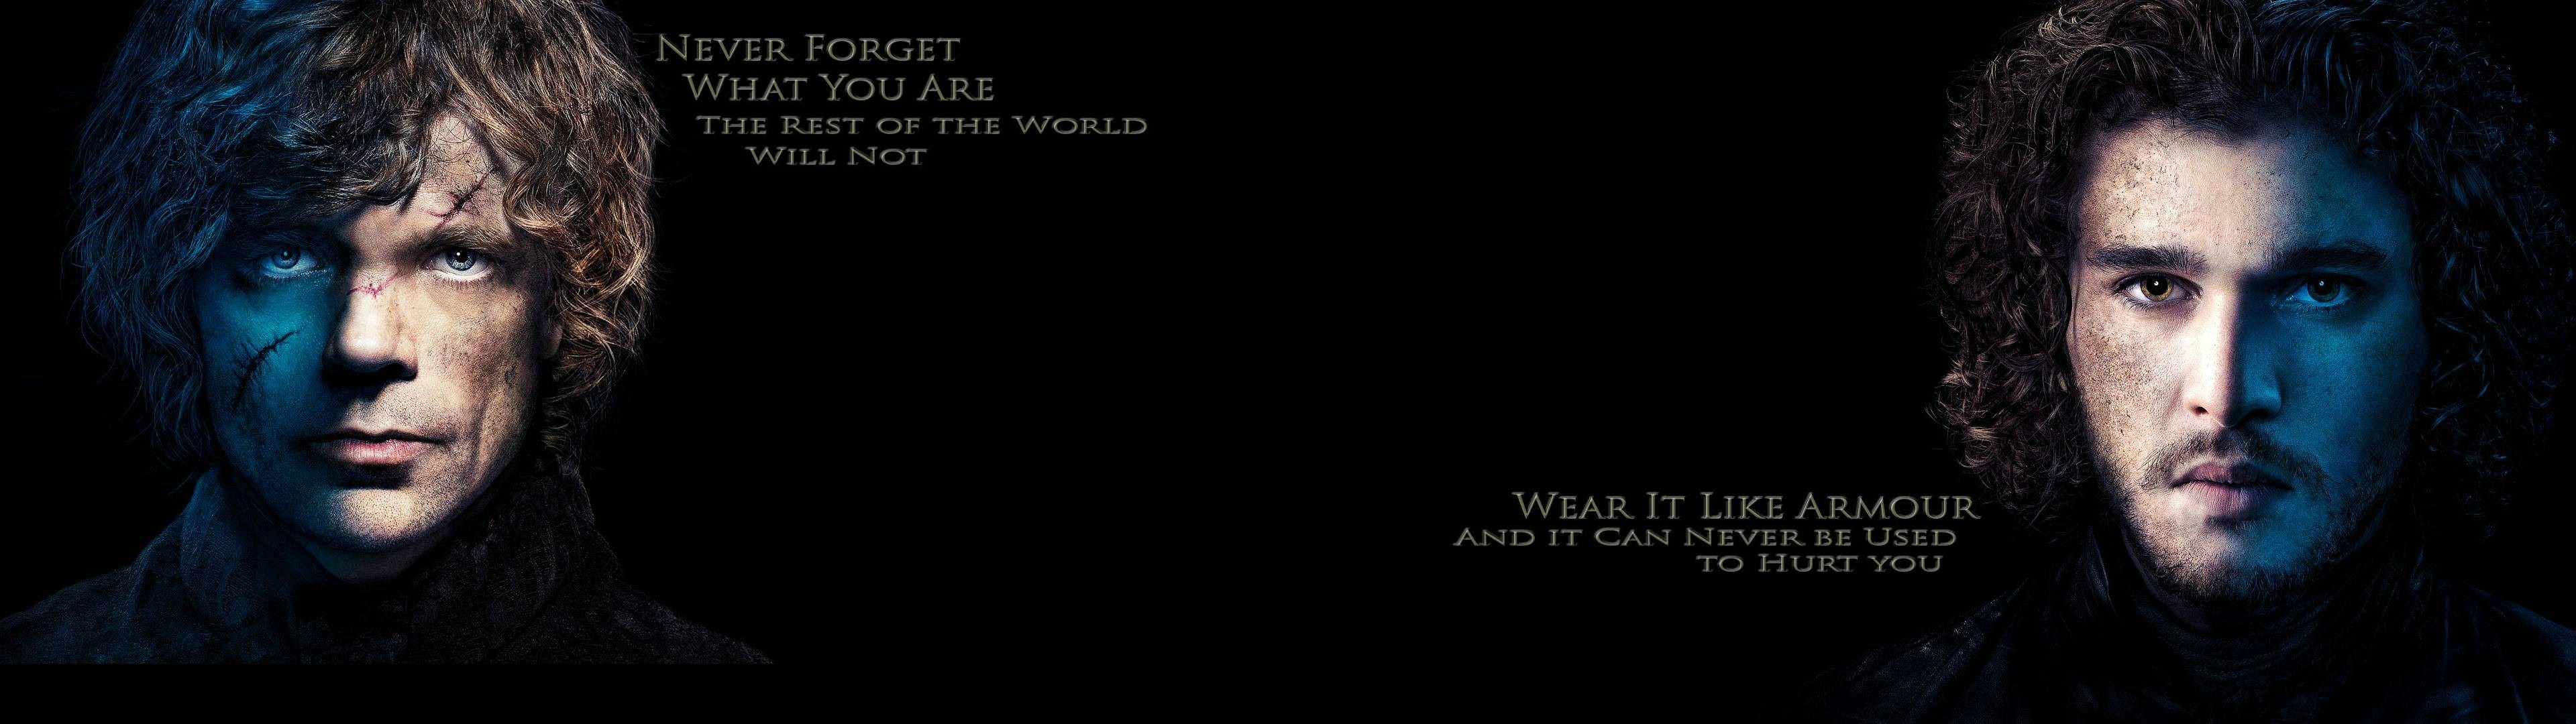 Never Forget
What You Are
The Rest of the World
Will Not
Wear It Like Armour
And it Can Never be Used
to Hurt you